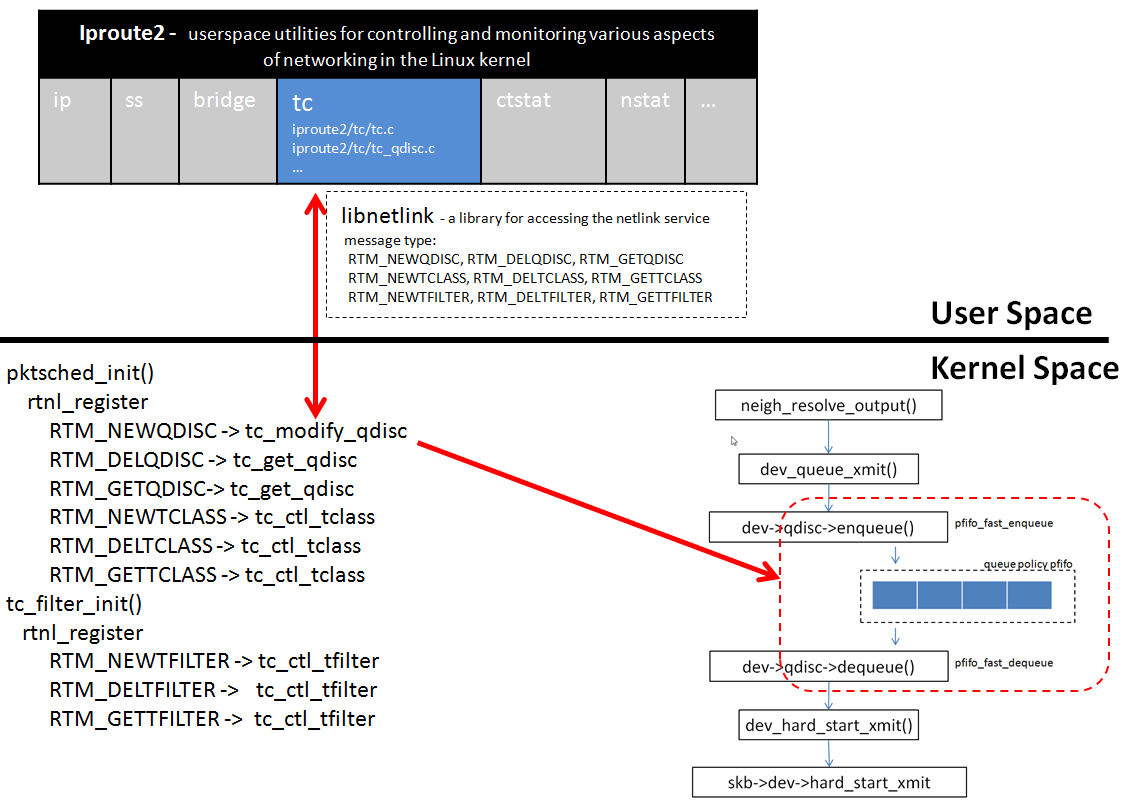 Iproute2 - userspace utilities for controlling and monitoring various aspects
of networking in the Linux kernel
ip
ss
bridge
tc
iproute2/tc/tc.c
iproute2/tc/tc_qdisc.c
...
ctstat
nstat
...
libnetlink - a library for accessing the netlink service
message type:
RTM_NEWQDISC, RTM_DELQDISC, RTM_GETQDISC
RTM_NEWTCLASS, RTM_DELTCLASS, RTM_GETTCLASS
RTM_NEWTFILTER, RTM_DELTFILTER, RTM_GETTFILTER
User Space
Kernel Space
pktsched_init()
rtnl_register
RTM_NEWQDISC -> tc_modify_qdisc
RTM_DELQDISC -> tc_get_qdisc
RTM_GETQDISC-> tc_get_qdisc
RTM_NEWTCLASS -> tc_ctl_tclass
RTM_DELTCLASS -> tc_ctl_tclass
RTM_GETTCLASS -> tc_ctl_tclass
tc_filter_init()
rtnl_register
RTM_NEWTFILTER -> tc_ctl_tfilter
RTM_DELTFILTER -> tc_ctl_tfilter
RTM_GETTFILTER -> tc_ctl_tfilter
neigh_resolve_output()
dev_queue_xmit()
dev->qdisc->enqueue()
pfifo_fast_enqueue
queue policy pfifo
dev->qdisc->dequeue()
pfifo_fast_dequeue
dev_hard_start_xmit()
skb->dev->hard_start_xmit